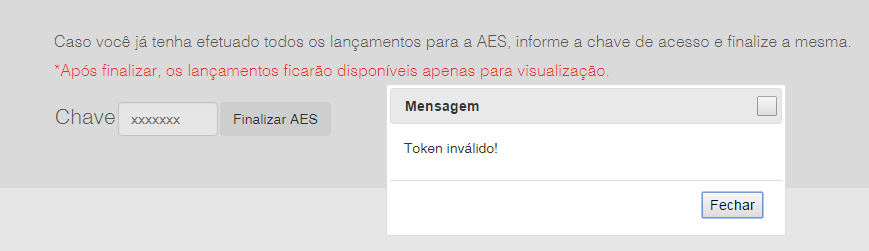 Caso você já tenha efetuado todos os lançamentos para a AES, informe a chave de acesso e finalize a mesma.
*Após finalizar, os lançamentos ficarão disponíveis apenas para visualização.
Chave xxxxxxx Finalizar AES
Mensagem
Token inválido!
Fechar